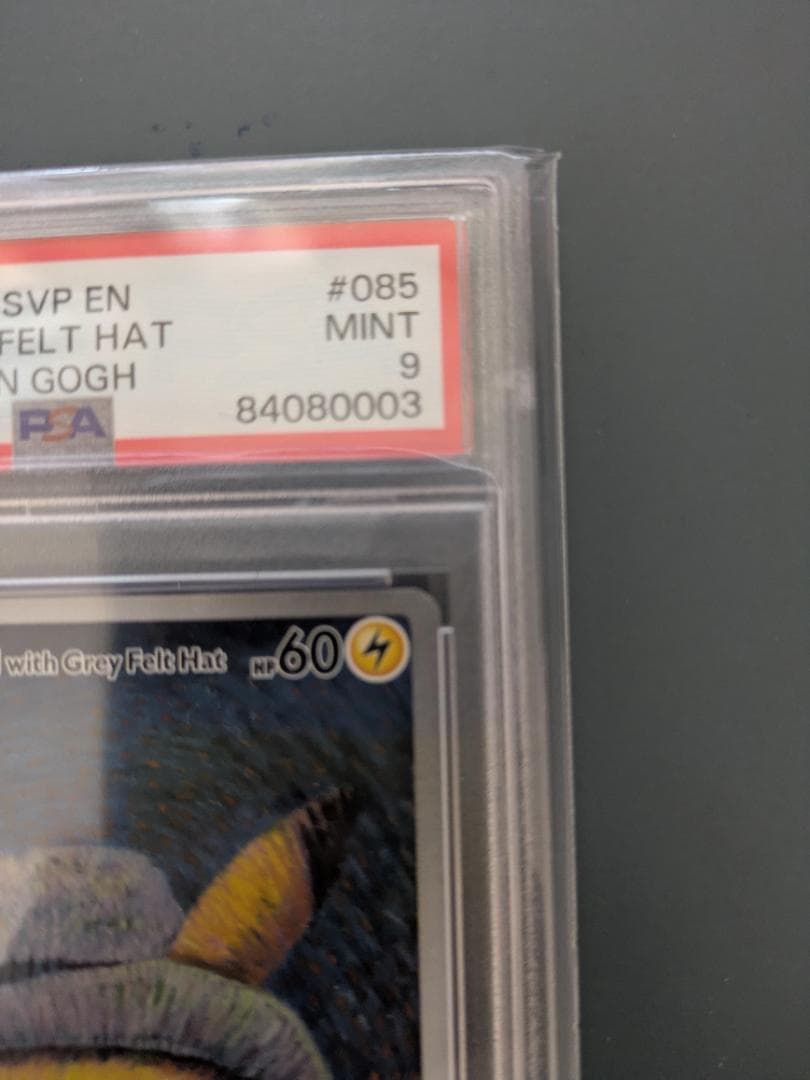 SVP EN #085
FELT HAT MINT
N GOGH 9
PSA 84080003
with Grey Felt Hat HP60